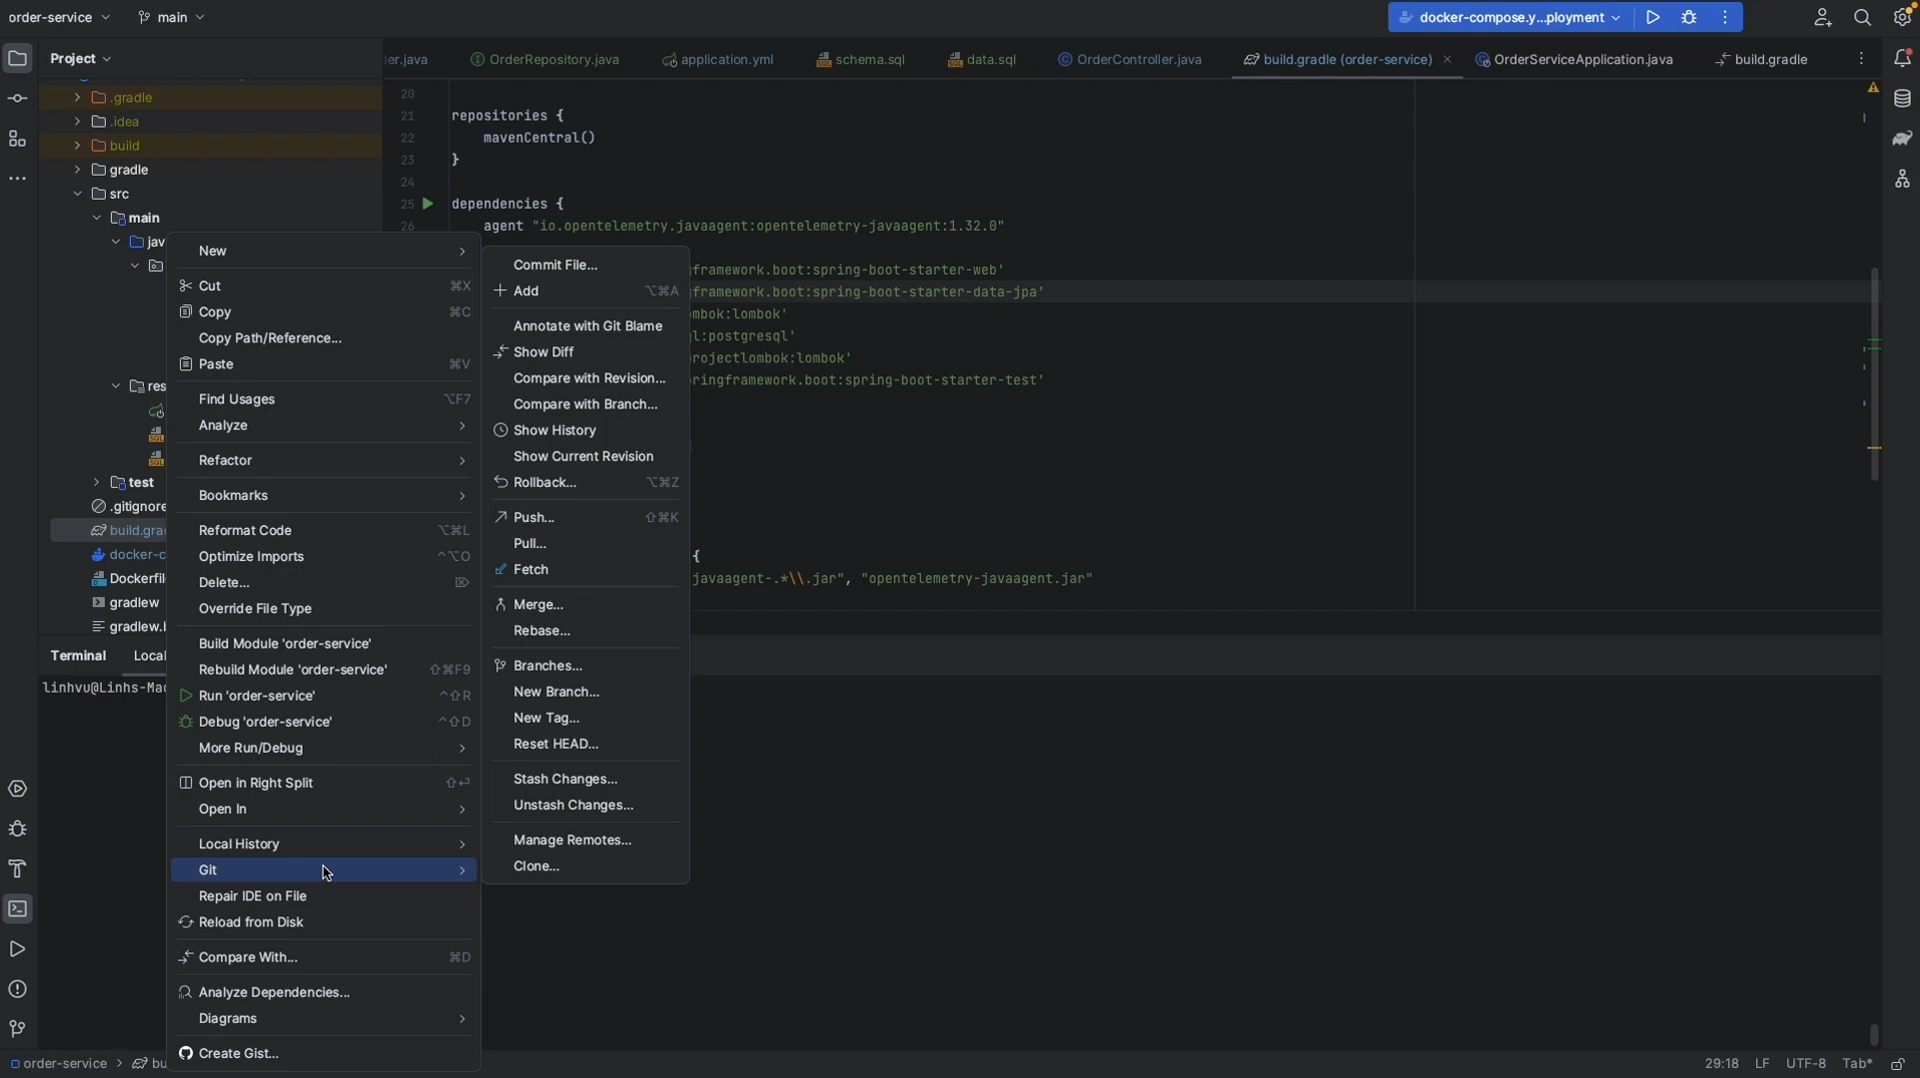 order-service
main
docker-compose.y...ployment
Project
ler.java
OrderRepository.java
application.yml
schema.sql
data.sql
OrderController.java
build.gradle (order-service)
OrderServiceApplication.java
build.gradle
.gradle
.idea
build
gradle
src
main
jav
res
test
.gitignore
build.grad
docker-c
Dockerfil
gradlew
gradlew.b
20
21 repositories {
22 mavenCentral()
23 }
24
25 dependencies {
26 agent "io.opentelemetry.javaagent:opentelemetry-javaagent:1.32.0"
framework.boot:spring-boot-starter-web'
framework.boot:spring-boot-starter-data-jpa'
mbok:lombok'
l:postgresql'
rojectlombok:lombok'
ringframework.boot:spring-boot-starter-test'
{
javaagent-.*\\.jar", "opentelemetry-javaagent.jar"
New
Cut ⌘X
Copy ⌘C
Copy Path/Reference...
Paste ⌘V
Find Usages ⌥F7
Analyze
Refactor
Bookmarks
Reformat Code ⌥⌘L
Optimize Imports ^⌥O
Delete... ⌦
Override File Type
Build Module 'order-service'
Rebuild Module 'order-service' ⇧⌘F9
Run 'order-service' ^⇧R
Debug 'order-service' ^⇧D
More Run/Debug
Open in Right Split ⇧⏎
Open In
Local History
Git
Repair IDE on File
Reload from Disk
Compare With... ⌘D
Analyze Dependencies...
Diagrams
Create Gist...
Commit File...
Add ⌥⌘A
Annotate with Git Blame
Show Diff
Compare with Revision...
Compare with Branch...
Show History
Show Current Revision
Rollback... ⌥⌘Z
Push... ⇧⌘K
Pull...
Fetch
Merge...
Rebase...
Branches...
New Branch...
New Tag...
Reset HEAD...
Stash Changes...
Unstash Changes...
Manage Remotes...
Clone...
Terminal Local
linhvu@Linhs-Mac
order-service > bu
29:18 LF UTF-8 Tab*